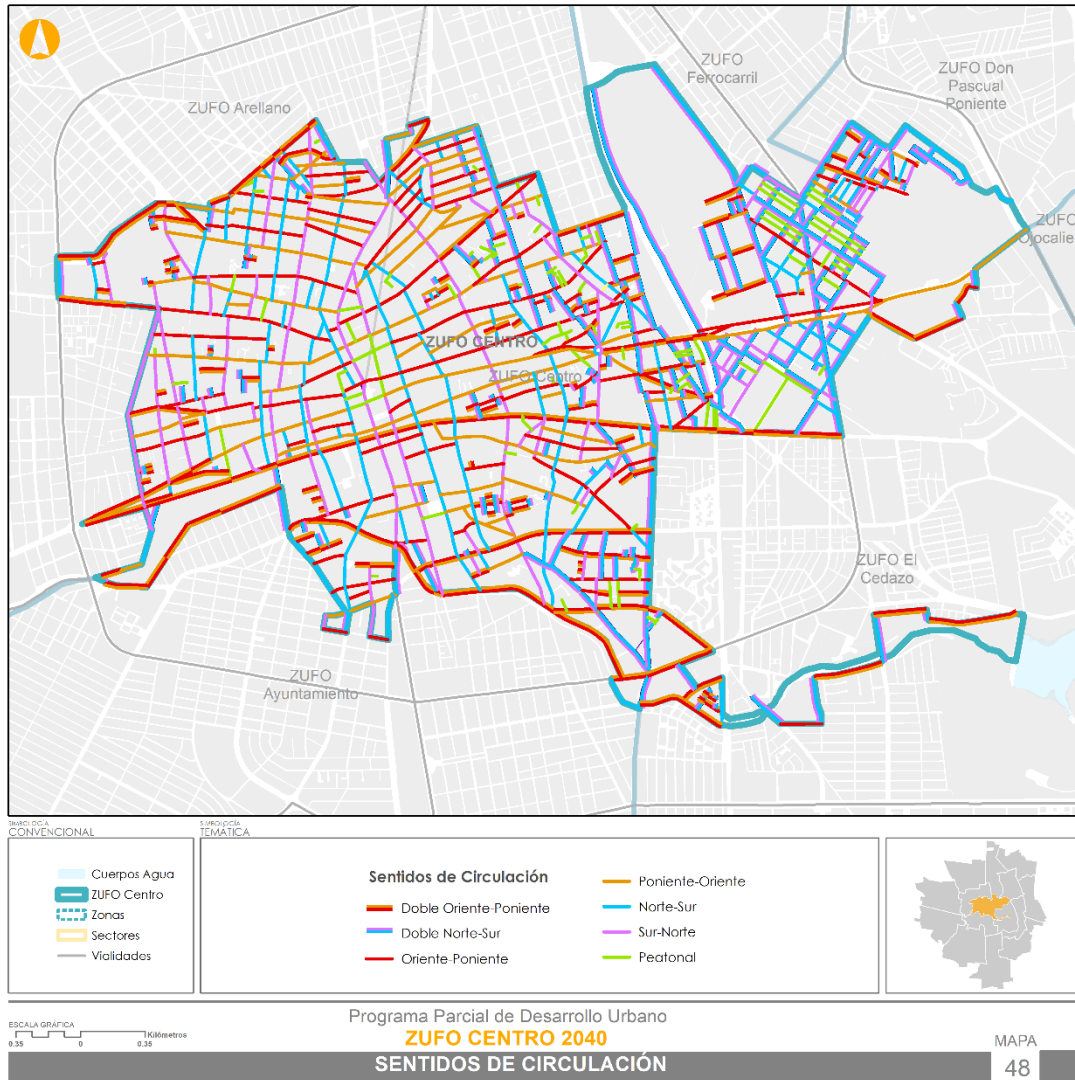 ZUFO
Ferrocarril
ZUFO Don
Pascual
Poniente
ZUFO Arellano
ZUFO
Ojocalie
ZUFO CENTRO
ZUFO Centro
ZUFO El
Cedazo
ZUFO
Ayuntamiento
SIMBOLOGÍA
CONVENCIONAL
SIMBOLOGÍA
TEMÁTICA
Cuerpos Agua
ZUFO Centro
Zonas
Sectores
Vialidades
Sentidos de Circulación
Doble Oriente-Poniente
Doble Norte-Sur
Oriente-Poniente
Poniente-Oriente
Norte-Sur
Sur-Norte
Peatonal
ESCALA GRÁFICA
Kilómetros
0.35 0 0.35
Programa Parcial de Desarrollo Urbano
ZUFO CENTRO 2040
SENTIDOS DE CIRCULACIÓN
MAPA
48